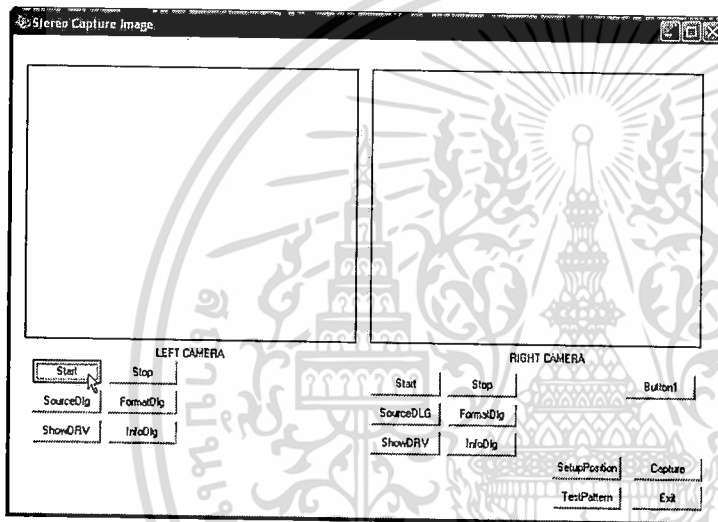 Stereo Capture Image
LEFT CAMERA
Start Stop
SourceDlg FormatDlg
ShowDRV InfoDlg
RIGHT CAMERA
Start Stop
SourceDLG FormatDlg
ShowDRV InfoDlg
Button1
SetupPosition Capture
TestPattern Exit